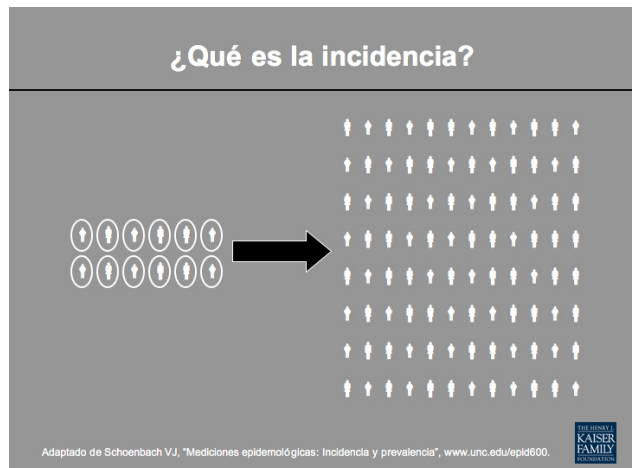 ¿Qué es la incidencia?
Adaptado de Schoenbach VJ, "Mediciones epidemológicas: Incidencia y prevalencia", www.unc.edu/epid600.
THE HENRY J.
KAISER
FAMILY
FOUNDATION